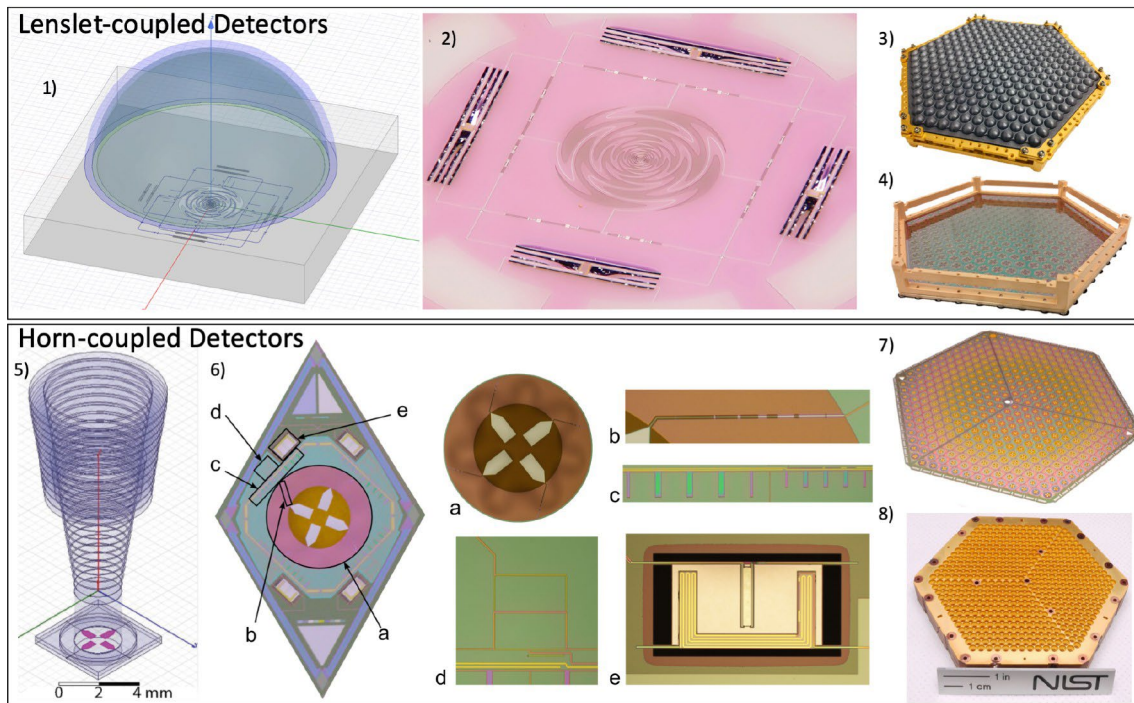 Lenslet-coupled Detectors
1)
2)
3)
4)
Horn-coupled Detectors
5)
6)
7)
8)
d
c
e
b
a
a
b
c
d
e
0 2 4 mm
1 in
1 cm
NIST